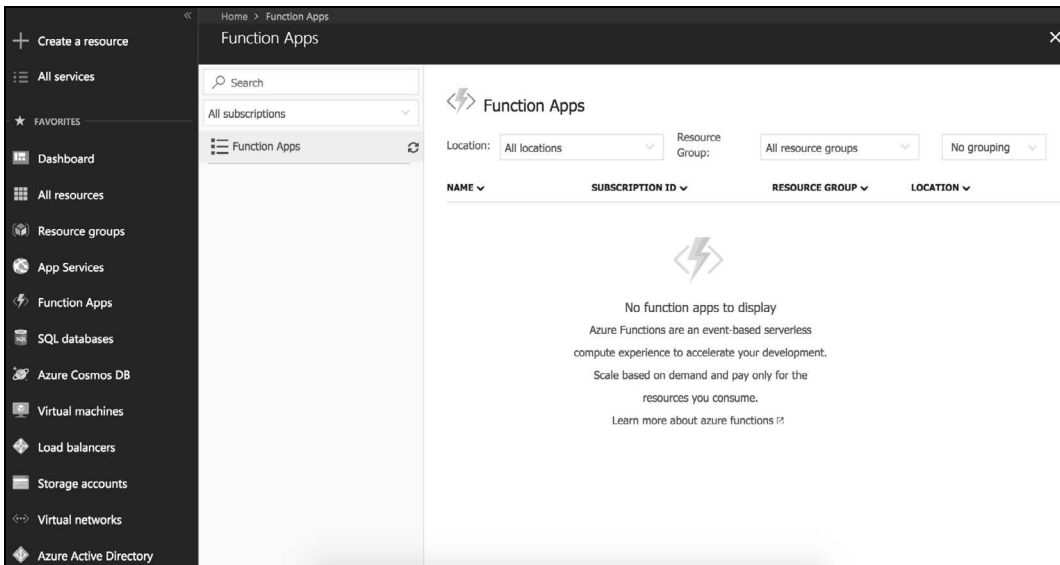 «
Create a resource
All services
★ FAVORITES
Dashboard
All resources
Resource groups
App Services
Function Apps
SQL databases
Azure Cosmos DB
Virtual machines
Load balancers
Storage accounts
Virtual networks
Azure Active Directory
Home > Function Apps
Function Apps
Search
All subscriptions
Function Apps
Function Apps
Location: All locations Resource Group: All resource groups No grouping
NAME SUBSCRIPTION ID RESOURCE GROUP LOCATION
No function apps to display
Azure Functions are an event-based serverless
compute experience to accelerate your development.
Scale based on demand and pay only for the
resources you consume.
Learn more about azure functions